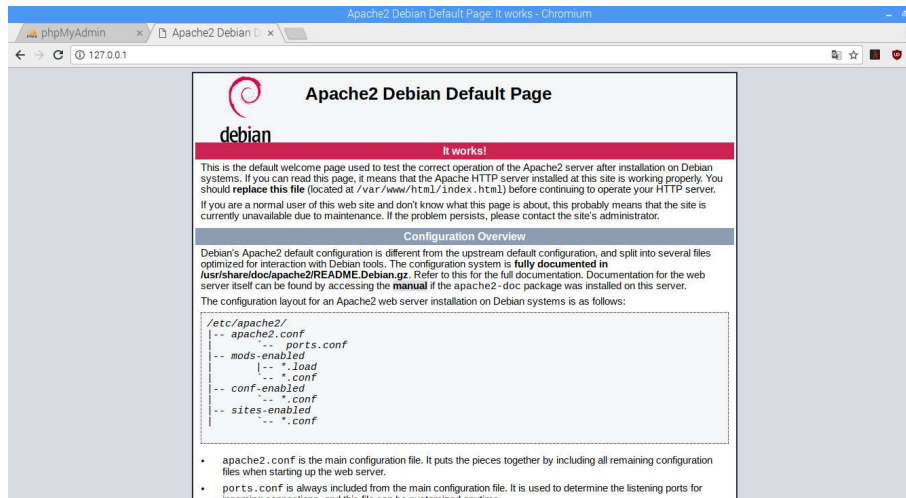 Apache2 Debian Default Page: It works - Chromium
phpMyAdmin
Apache2 Debian D
127.0.0.1
debian
Apache2 Debian Default Page
It works!
This is the default welcome page used to test the correct operation of the Apache2 server after installation on Debian
systems. If you can read this page, it means that the Apache HTTP server installed at this site is working properly. You
should replace this file (located at /var/www/html/index.html) before continuing to operate your HTTP server.
If you are a normal user of this web site and don't know what this page is about, this probably means that the site is
currently unavailable due to maintenance. If the problem persists, please contact the site's administrator.
Configuration Overview
Debian's Apache2 default configuration is different from the upstream default configuration, and split into several files
optimized for interaction with Debian tools. The configuration system is fully documented in
/usr/share/doc/apache2/README.Debian.gz. Refer to this for the full documentation. Documentation for the web
server itself can be found by accessing the manual if the apache2-doc package was installed on this server.
The configuration layout for an Apache2 web server installation on Debian systems is as follows:
/etc/apache2/
|-- apache2.conf
|       `--  ports.conf
|-- mods-enabled
|       |-- *.load
|       `-- *.conf
|-- conf-enabled
|       `-- *.conf
|-- sites-enabled
|       `-- *.conf
• apache2.conf is the main configuration file. It puts the pieces together by including all remaining configuration
files when starting up the web server.
• ports.conf is always included from the main configuration file. It is used to determine the listening ports for
incoming connections, and this file can be customized anytime.